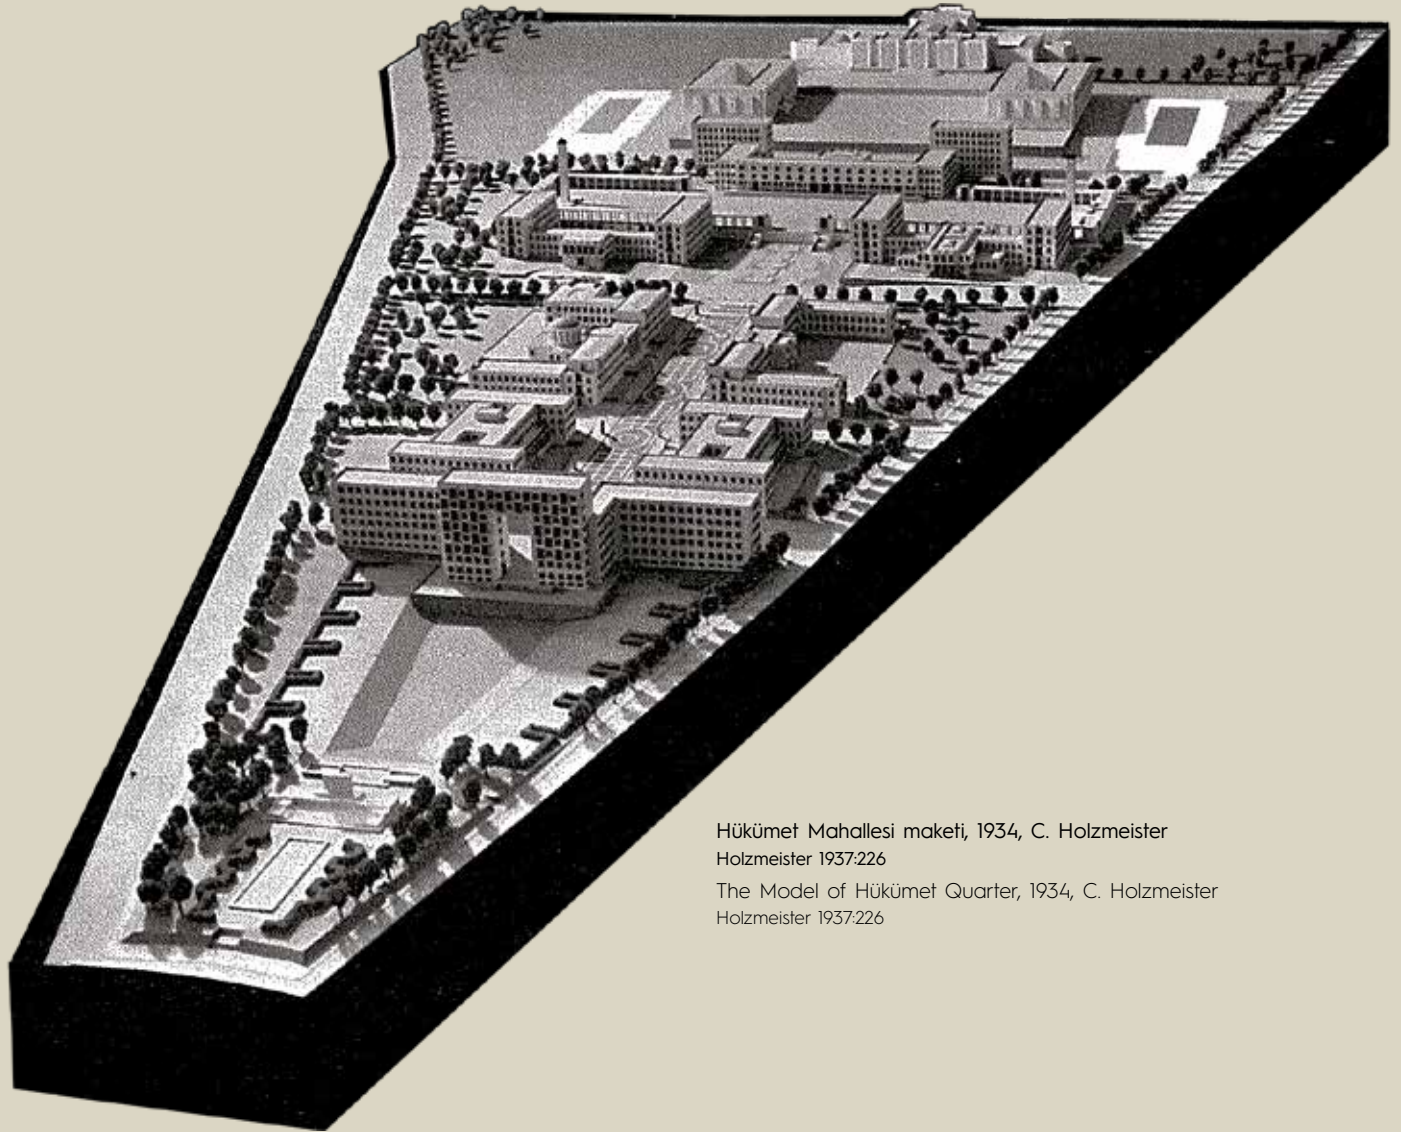 Hükümet Mahallesi maketi, 1934, C. Holzmeister
Holzmeister 1937:226
The Model of Hükümet Quarter, 1934, C. Holzmeister
Holzmeister 1937:226